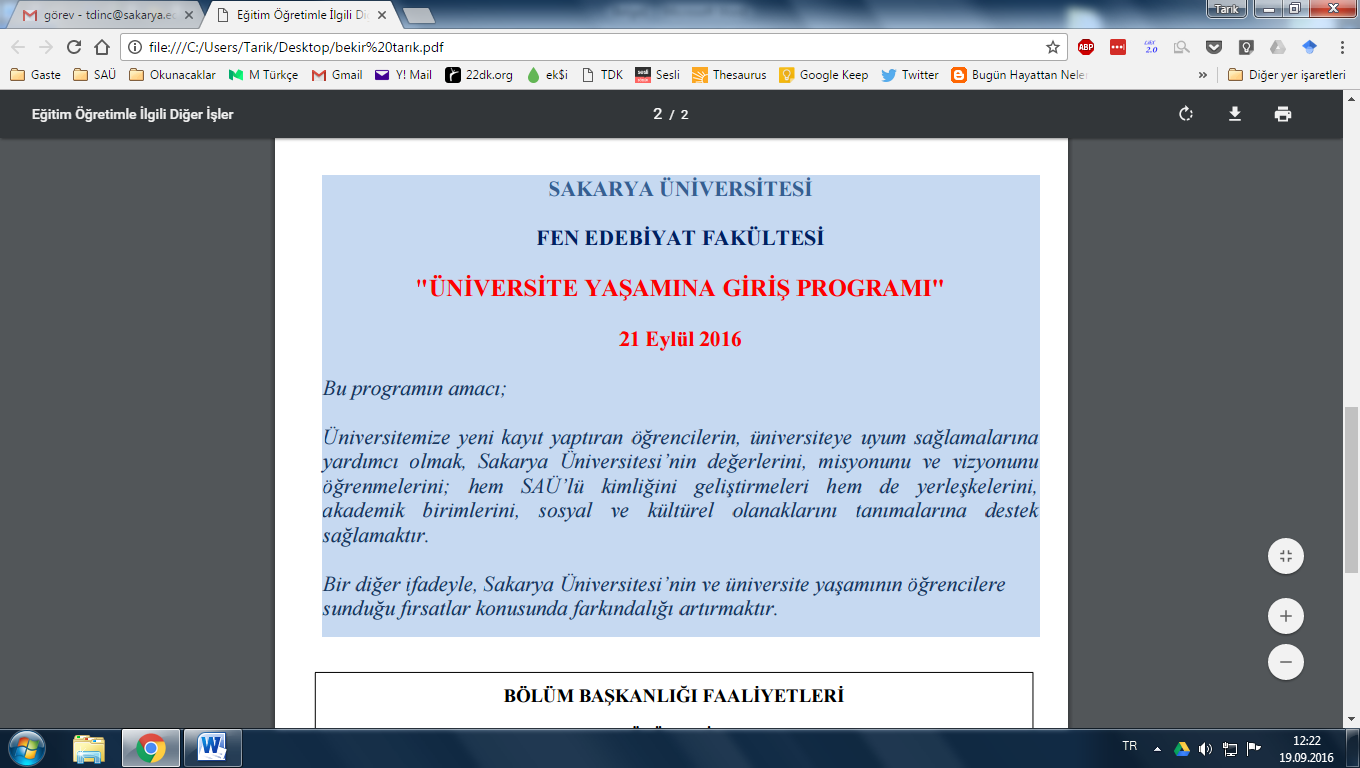 görev - tdinc@sakarya.ed
Eğitim Öğretimle İlgili Di
Tarik
file:///C:/Users/Tarik/Desktop/bekir%20tarık.pdf
ABP
2.0
Gaste
SAÜ
Okunacaklar
M Türkçe
Gmail
Y! Mail
22dk.org
ek$i
TDK
Sesli
Thesaurus
Google Keep
Twitter
Bugün Hayattan Neler
»
Diğer yer işaretleri
Eğitim Öğretimle İlgili Diğer İşler
2 / 2
SAKARYA ÜNİVERSİTESİ
FEN EDEBİYAT FAKÜLTESİ
"ÜNİVERSİTE YAŞAMINA GİRİŞ PROGRAMI"
21 Eylül 2016
Bu programın amacı;
Üniversitemize yeni kayıt yaptıran öğrencilerin, üniversiteye uyum sağlamalarına
yardımcı olmak, Sakarya Üniversitesi’nin değerlerini, misyonunu ve vizyonunu
öğrenmelerini; hem SAÜ’lü kimliğini geliştirmeleri hem de yerleşkelerini,
akademik birimlerini, sosyal ve kültürel olanaklarını tanımalarına destek
sağlamaktır.
Bir diğer ifadeyle, Sakarya Üniversitesi’nin ve üniversite yaşamının öğrencilere
sunduğu fırsatlar konusunda farkındalığı artırmaktır.
BÖLÜM BAŞKANLIĞI FAALİYETLERİ
TR
12:22
19.09.2016